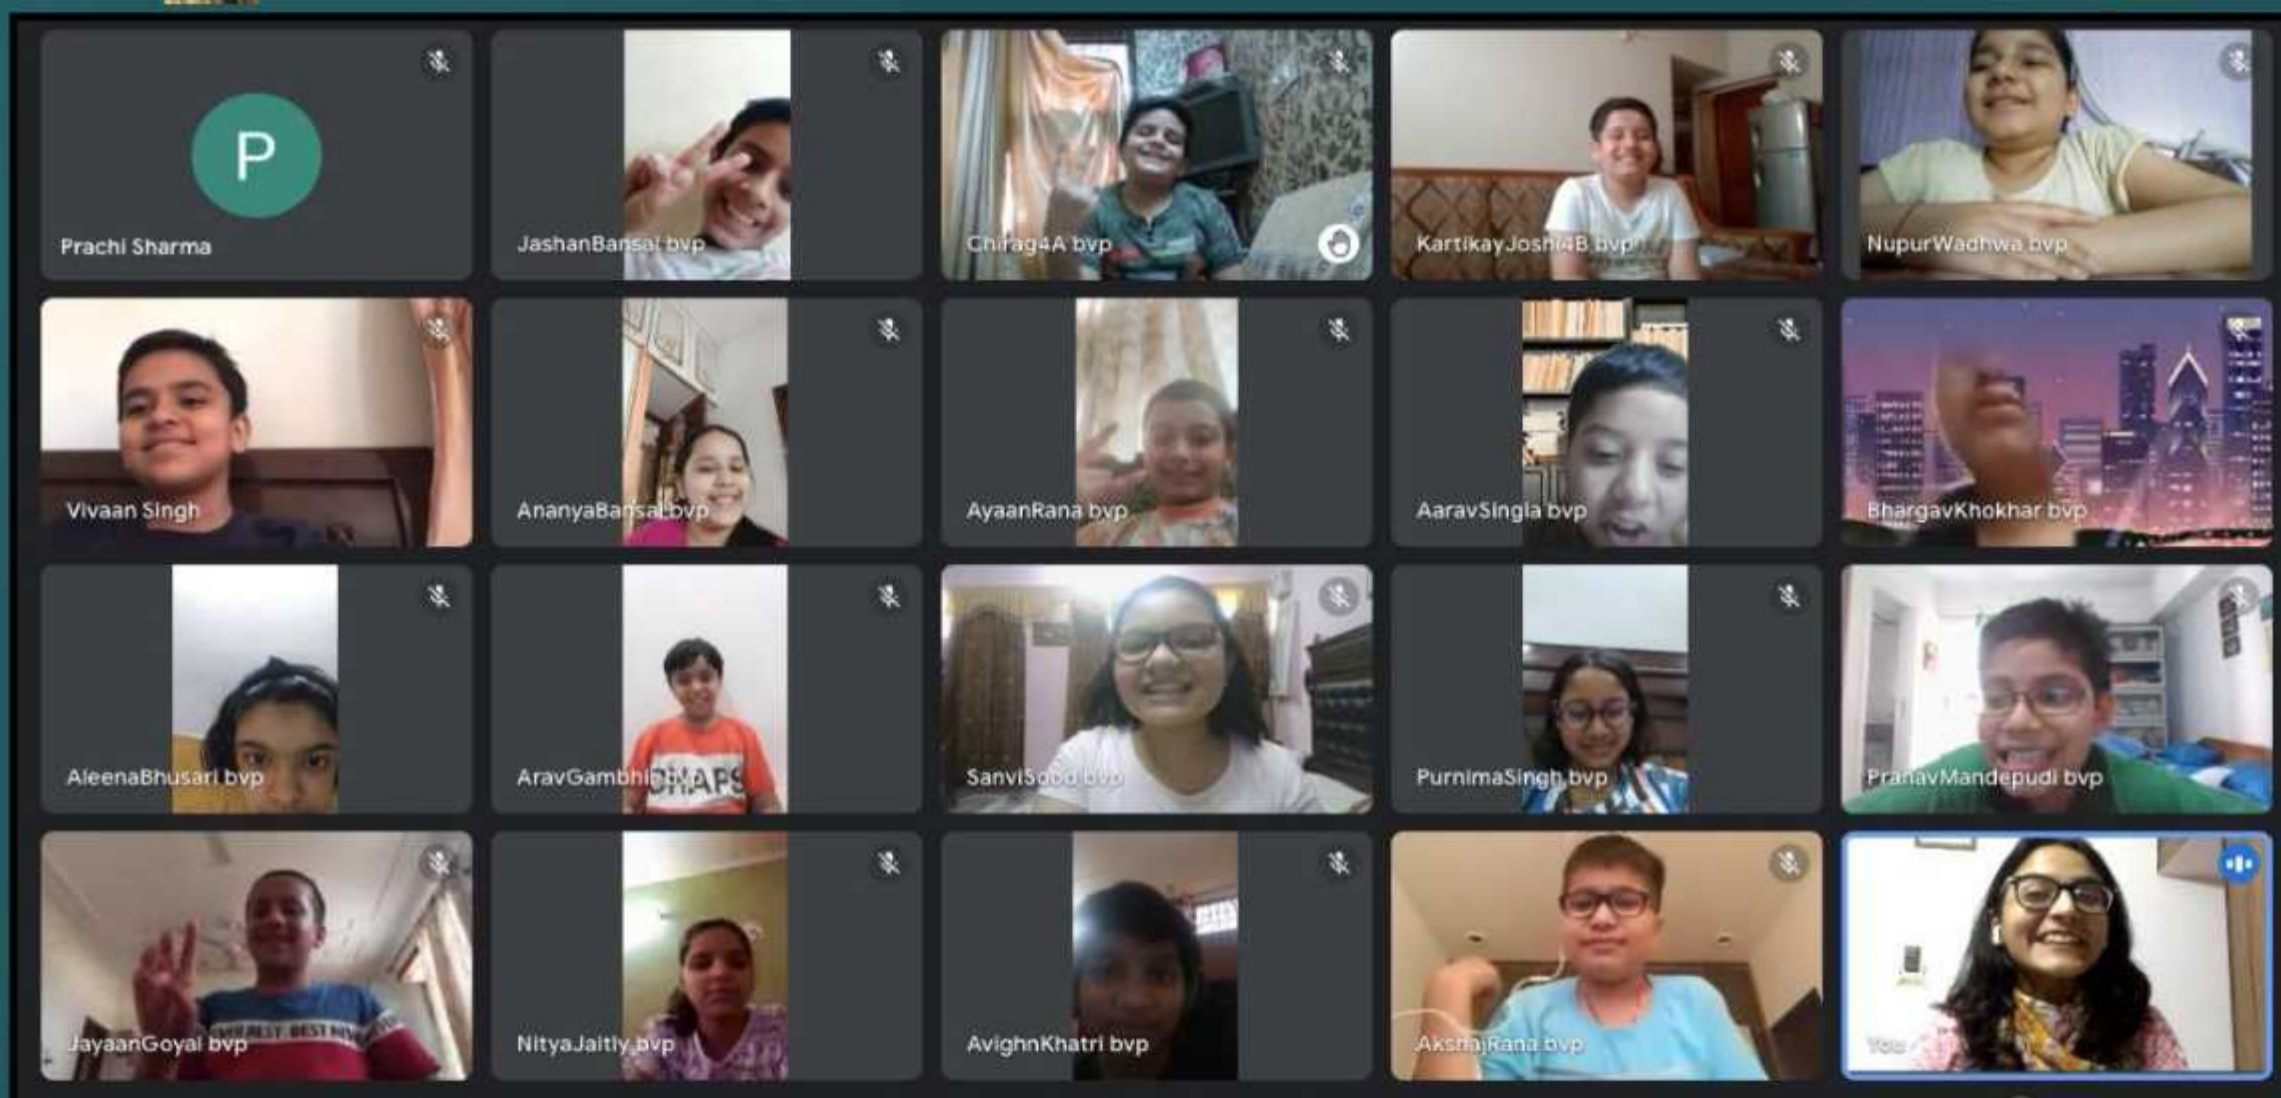 P
Prachi Sharma
JashanBansal bvp
Chirag4A bvp
KartikayJoshi4B bvp
NupurWadhwa bvp
Vivaan Singh
AnanyaBansal bvp
AyaanRana bvp
AaravSingla bvp
BhargavKhokhar bvp
AleenaBhusari bvp
AravGambhir bvp
CHAPS
SanviSood bvp
PurnimaSingh bvp
PranavMandepudi bvp
JayaanGoyal bvp
BEST
NityaJaitly bvp
AvighnKhatri bvp
AkshajRana bvp
You